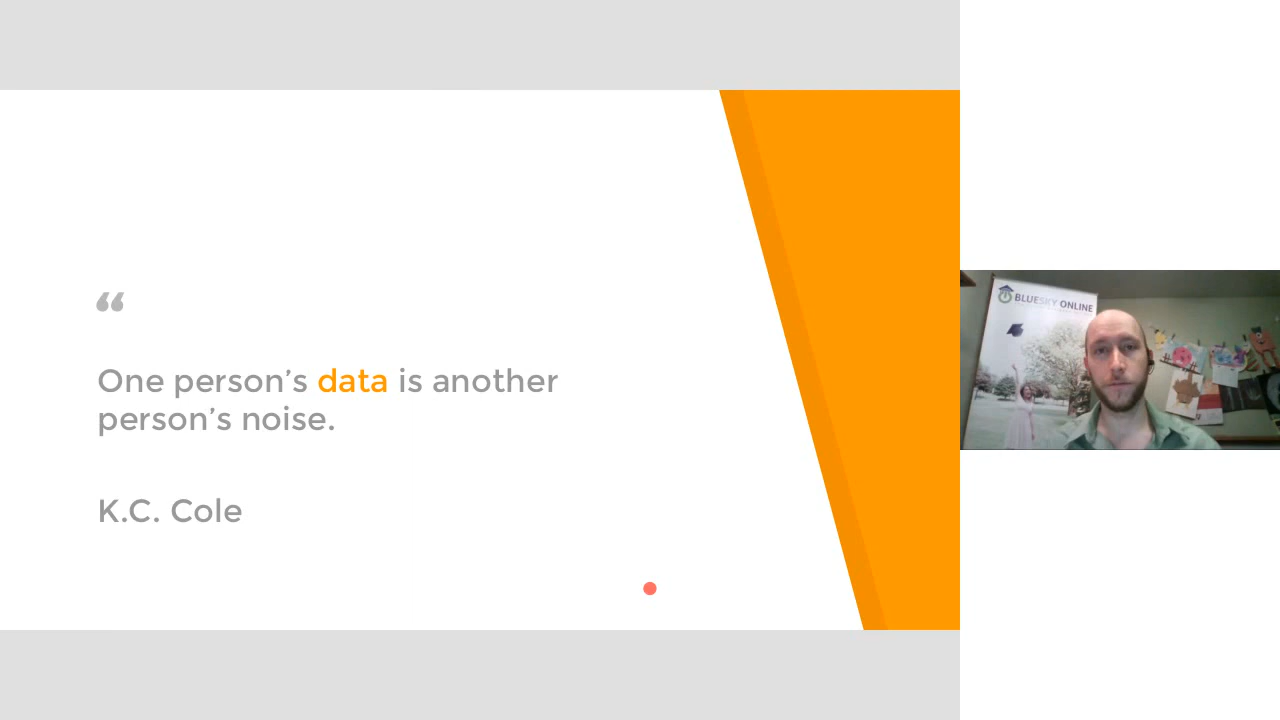 “
One person’s data is another
person’s noise.
K.C. Cole
BLUESKY ONLINE